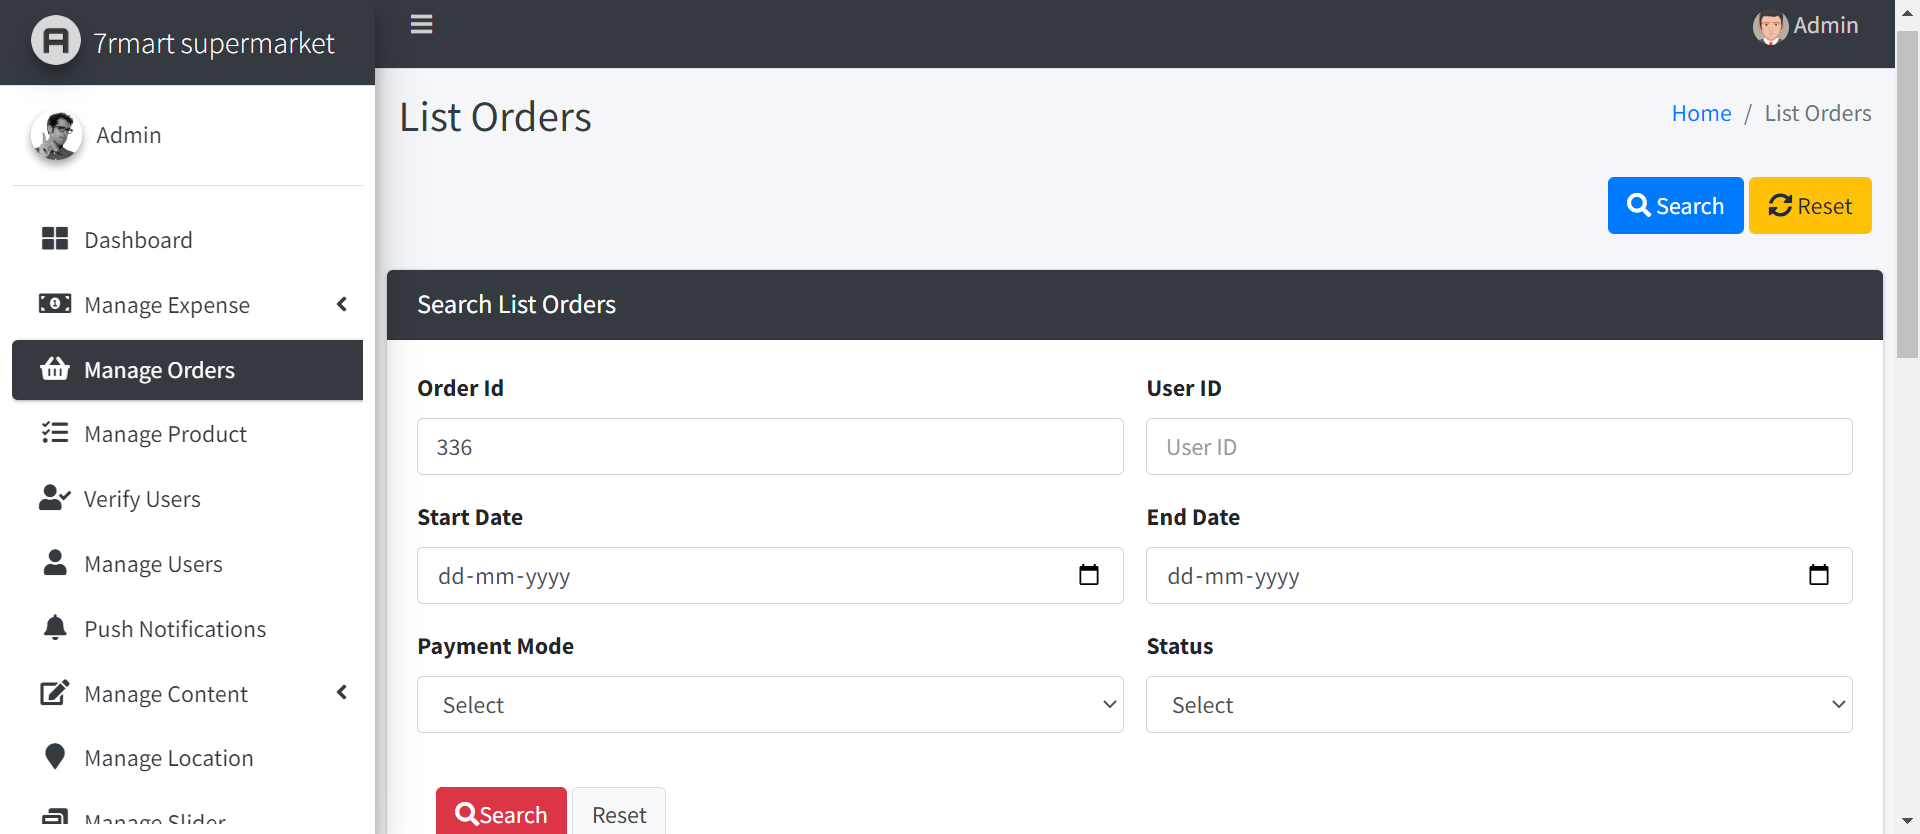 7rmart supermarket
Admin
Admin
List Orders
Home / List Orders
Search
Reset
Dashboard
Manage Expense
Manage Orders
Manage Product
Verify Users
Manage Users
Push Notifications
Manage Content
Manage Location
Manage Slider
Search List Orders
Order Id
336
User ID
User ID
Start Date
dd-mm-yyyy
End Date
dd-mm-yyyy
Payment Mode
Select
Status
Select
Search
Reset